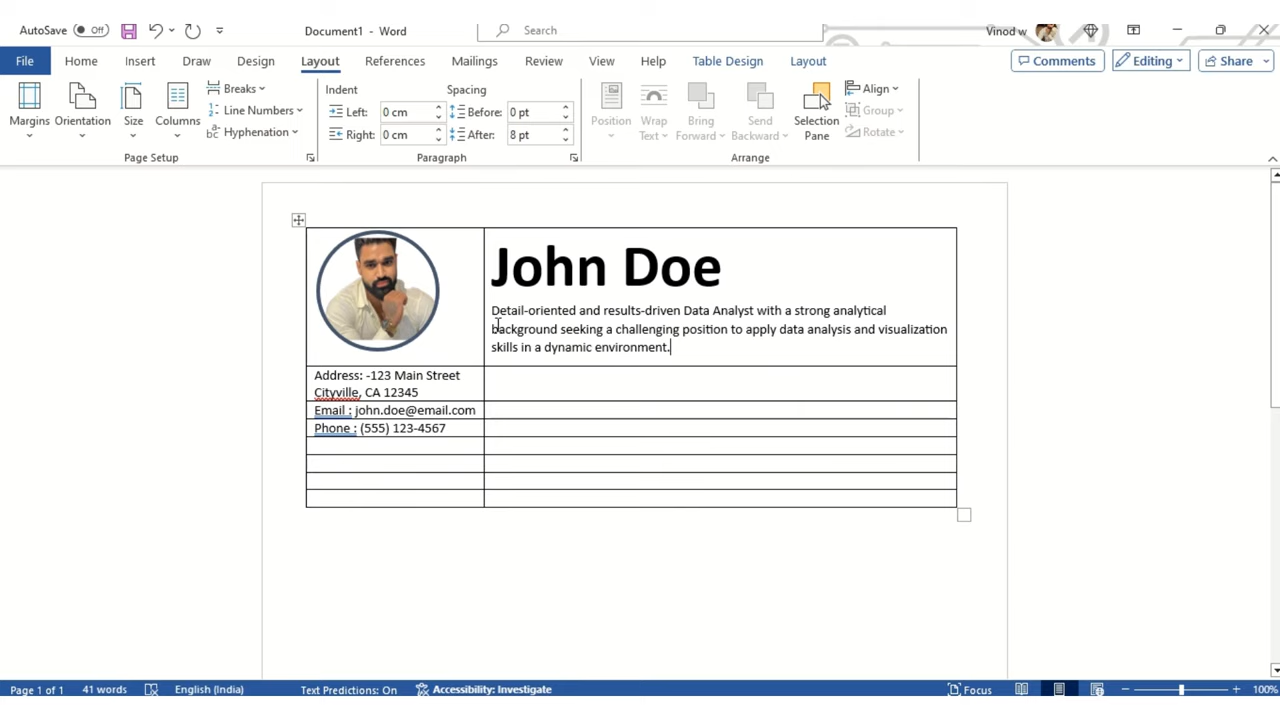 AutoSave Off Document1 - Word Search Vinod w
File Home Insert Draw Design Layout References Mailings Review View Help Table Design Layout Comments Editing Share
Margins Orientation Size Columns Breaks Line Numbers Hyphenation
Page Setup
Indent Spacing
Left: 0 cm Before: 0 pt
Right: 0 cm After: 8 pt
Paragraph
Position Wrap Text Bring Forward Send Backward Selection Pane Align Group Rotate
Arrange
John Doe
Detail-oriented and results-driven Data Analyst with a strong analytical
background seeking a challenging position to apply data analysis and visualization
skills in a dynamic environment.
Address: -123 Main Street
Cityville, CA 12345
Email : john.doe@email.com
Phone : (555) 123-4567
Page 1 of 1 41 words English (India) Text Predictions: On Accessibility: Investigate Focus 100%